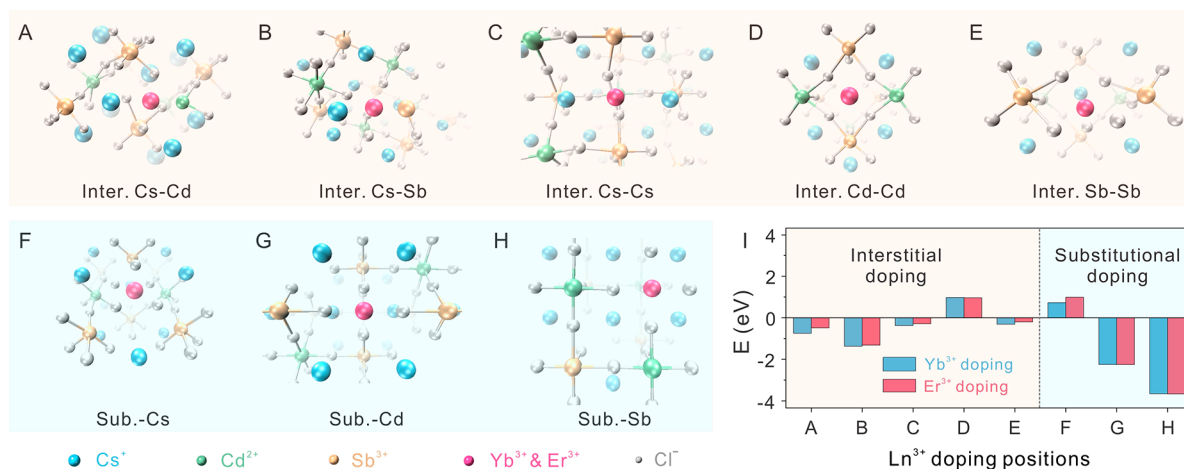 A
B
C
D
E
Inter. Cs-Cd
Inter. Cs-Sb
Inter. Cs-Cs
Inter. Cd-Cd
Inter. Sb-Sb
F
G
H
Sub.-Cs
Sub.-Cd
Sub.-Sb
I
E (eV)
4
2
0
-2
-4
Interstitial
doping
Substitutional
doping
Yb³⁺ doping
Er³⁺ doping
A B C D E F G H
Ln³⁺ doping positions
Cs⁺ Cd²⁺ Sb³⁺ Yb³⁺ & Er³⁺ Cl⁻